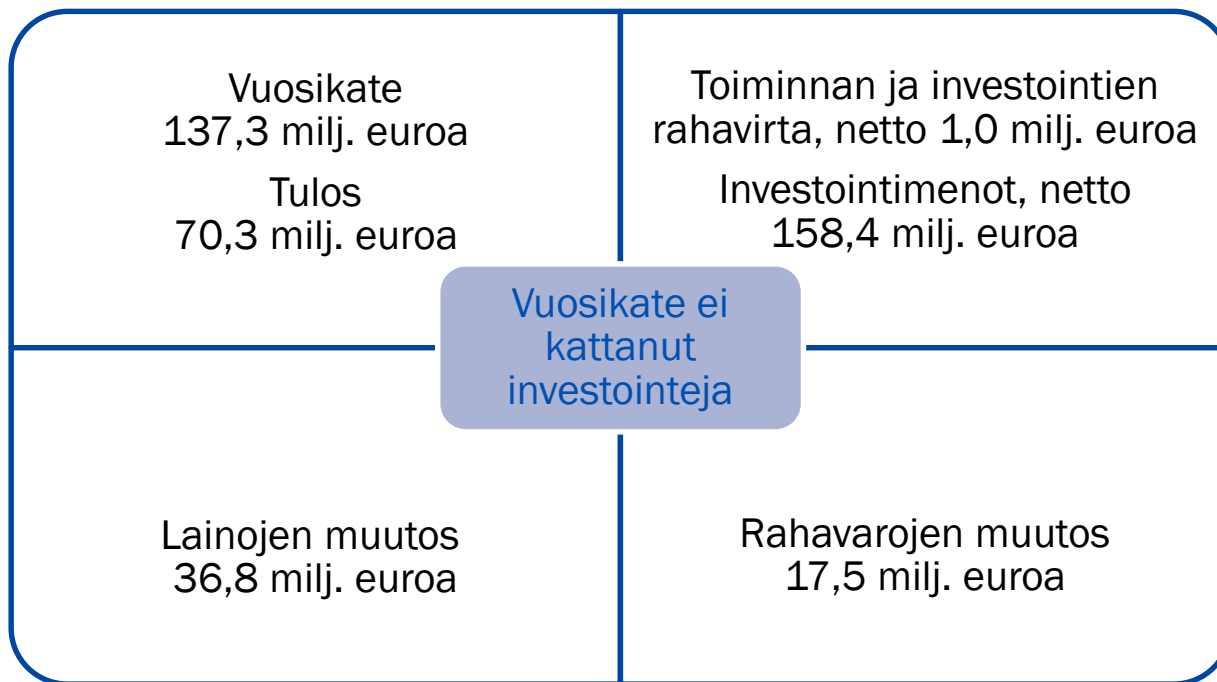 Vuosikate
137,3 milj. euroa
Tulos
70,3 milj. euroa
Toiminnan ja investointien
rahavirta, netto 1,0 milj. euroa
Investointimenot, netto
158,4 milj. euroa
Vuosikate ei
kattanut
investointeja
Lainojen muutos
36,8 milj. euroa
Rahavarojen muutos
17,5 milj. euroa